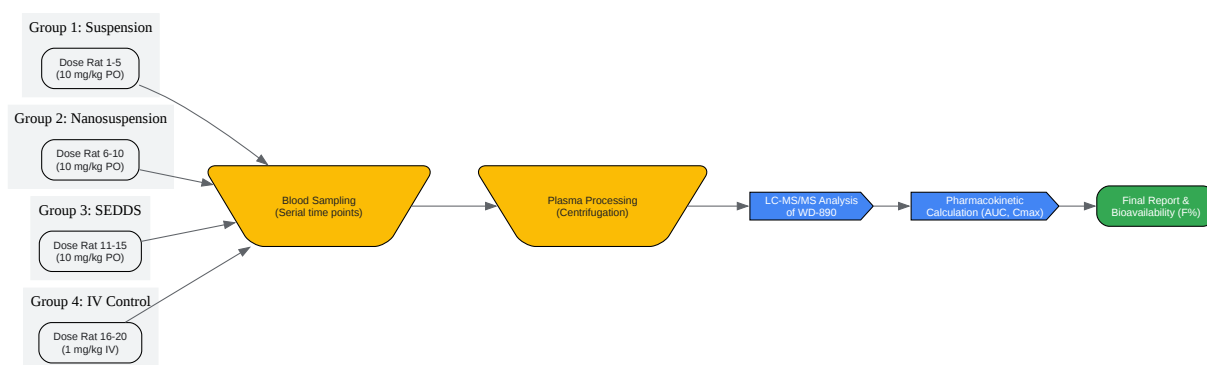 Group 1: Suspension
Dose Rat 1-5
(10 mg/kg PO)
Group 2: Nanosuspension
Dose Rat 6-10
(10 mg/kg PO)
Group 3: SEDDS
Dose Rat 11-15
(10 mg/kg PO)
Group 4: IV Control
Dose Rat 16-20
(1 mg/kg IV)
Blood Sampling
(Serial time points)
Plasma Processing
(Centrifugation)
LC-MS/MS Analysis
of WD-890
Pharmacokinetic
Calculation (AUC, Cmax)
Final Report &
Bioavailability (F%)